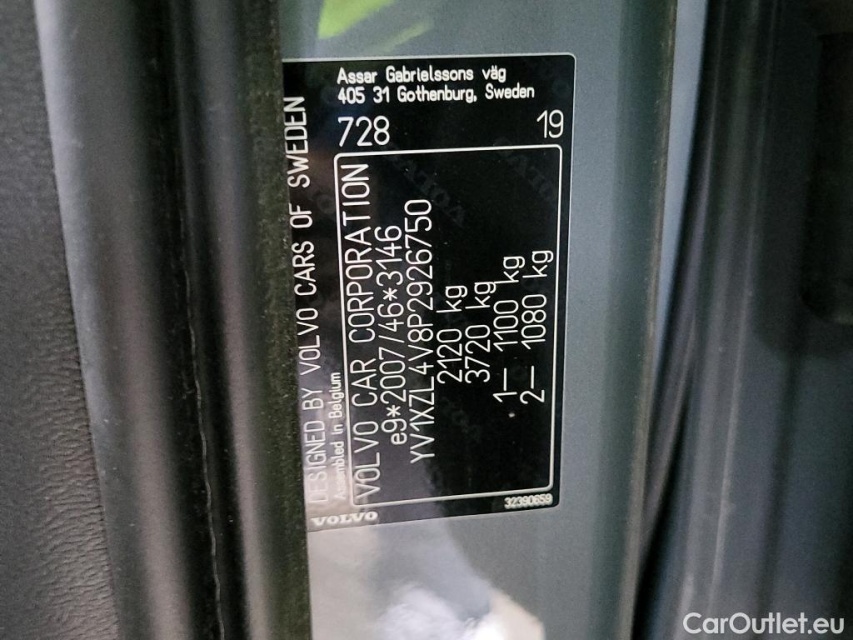 Assar Gabrielssons väg
405 31 Gothenburg, Sweden
728 19
DESIGNED BY VOLVO CARS OF SWEDEN
Assembled in Belgium
VOLVO CAR CORPORATION
e9*2007/46*3146
YV1XZL4V8P2926750
2120 kg
3720 kg
1– 1100 kg
2– 1080 kg
VOLVO
32390659
CarOutlet.eu